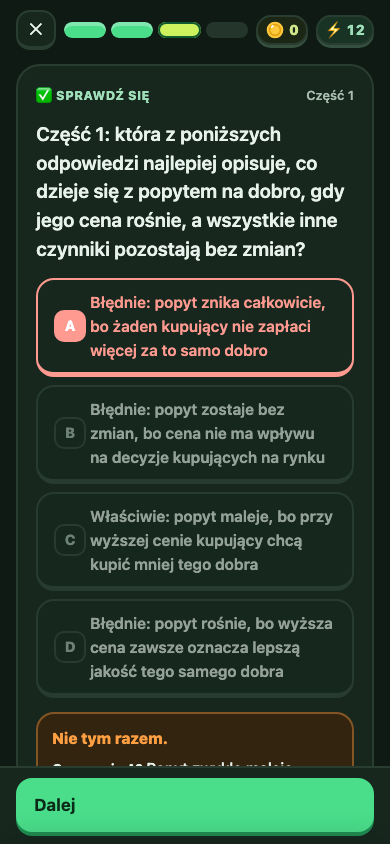 0
12
SPRAWDŹ SIĘ
Część 1
Część 1: która z poniższych
odpowiedzi najlepiej opisuje, co
dzieje się z popytem na dobro, gdy
jego cena rośnie, a wszystkie inne
czynniki pozostają bez zmian?
A
Błędnie: popyt znika całkowicie,
bo żaden kupujący nie zapłaci
więcej za to samo dobro
B
Błędnie: popyt zostaje bez
zmian, bo cena nie ma wpływu
na decyzje kupujących na rynku
C
Właściwie: popyt maleje, bo przy
wyższej cenie kupujący chcą
kupić mniej tego dobra
D
Błędnie: popyt rośnie, bo wyższa
cena zawsze oznacza lepszą
jakość tego samego dobra
Nie tym razem.
Dalej